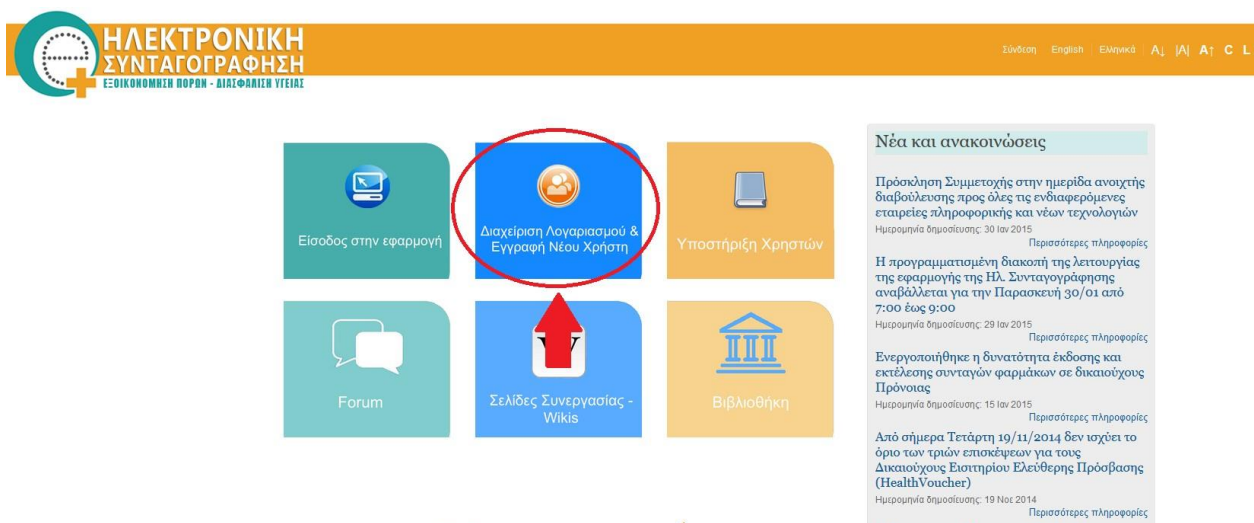 ΗΛΕΚΤΡΟΝΙΚΗ
ΣΥΝΤΑΓΟΓΡΑΦΗΣΗ
ΕΞΟΙΚΟΝΟΜΗΣΗ ΠΟΡΩΝ - ΔΙΑΣΦΑΛΙΣΗ ΥΓΕΙΑΣ
Σύνδεση English Ελληνικά A↓ |A| A↑ C L
Είσοδος στην εφαρμογή
Διαχείριση Λογαριασμού &
Εγγραφή Νέου Χρήστη
Υποστήριξη Χρηστών
Forum
Σελίδες Συνεργασίας -
Wikis
Βιβλιοθήκη
Νέα και ανακοινώσεις
Πρόσκληση Συμμετοχής στην ημερίδα ανοιχτής
διαβούλευσης προς όλες τις ενδιαφερόμενες
εταιρείες πληροφορικής και νέων τεχνολογιών
Ημερομηνία δημοσίευσης: 30 Ιαν 2015
Περισσότερες πληροφορίες
Η προγραμματισμένη διακοπή της λειτουργίας
της εφαρμογής της Ηλ. Συνταγογράφησης
αναβάλλεται για την Παρασκευή 30/01 από
7:00 έως 9:00
Ημερομηνία δημοσίευσης: 29 Ιαν 2015
Περισσότερες πληροφορίες
Ενεργοποιήθηκε η δυνατότητα έκδοσης και
εκτέλεσης συνταγών φαρμάκων σε δικαιούχους
Πρόνοιας
Ημερομηνία δημοσίευσης: 15 Ιαν 2015
Περισσότερες πληροφορίες
Από σήμερα Τετάρτη 19/11/2014 δεν ισχύει το
όριο των τριών επισκέψεων για τους
Δικαιούχους Εισιτηρίου Ελεύθερης Πρόσβασης
(HealthVoucher)
Ημερομηνία δημοσίευσης: 19 Νοε 2014
Περισσότερες πληροφορίες